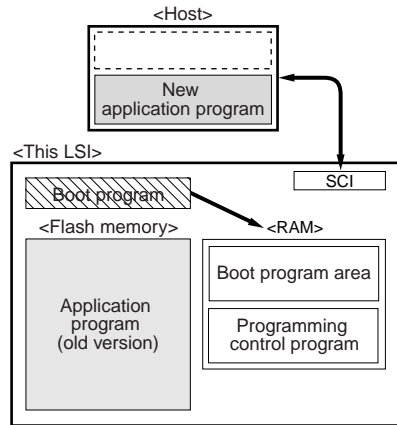 <Host>
New
application program
<This LSI>
SCI
Boot program
<Flash memory>
<RAM>
Application
program
(old version)
Boot program area
Programming
control program